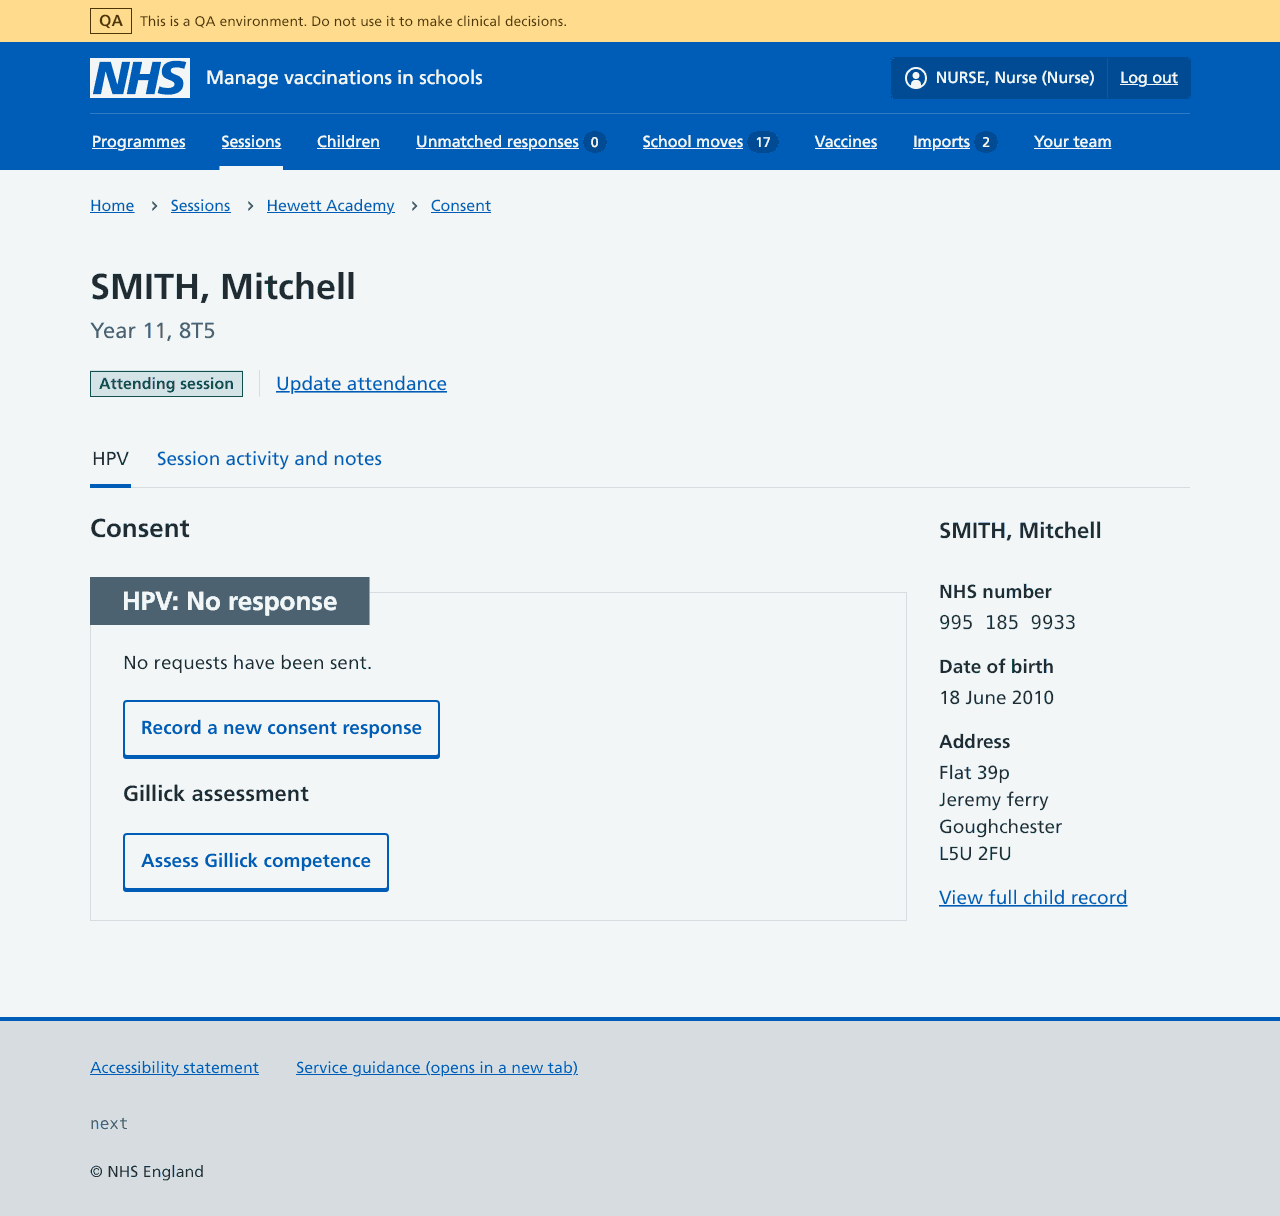 QA This is a QA environment. Do not use it to make clinical decisions.
NHS Manage vaccinations in schools NURSE, Nurse (Nurse) Log out
Programmes Sessions Children Unmatched responses 0 School moves 17 Vaccines Imports 2 Your team
Home › Sessions › Hewett Academy › Consent
SMITH, Mitchell
Year 11, 8T5
Attending session Update attendance
HPV Session activity and notes
Consent
HPV: No response
No requests have been sent.
Record a new consent response
Gillick assessment
Assess Gillick competence
SMITH, Mitchell
NHS number
995 185 9933
Date of birth
18 June 2010
Address
Flat 39p
Jeremy ferry
Goughchester
L5U 2FU
View full child record
Accessibility statement Service guidance (opens in a new tab)
next
© NHS England